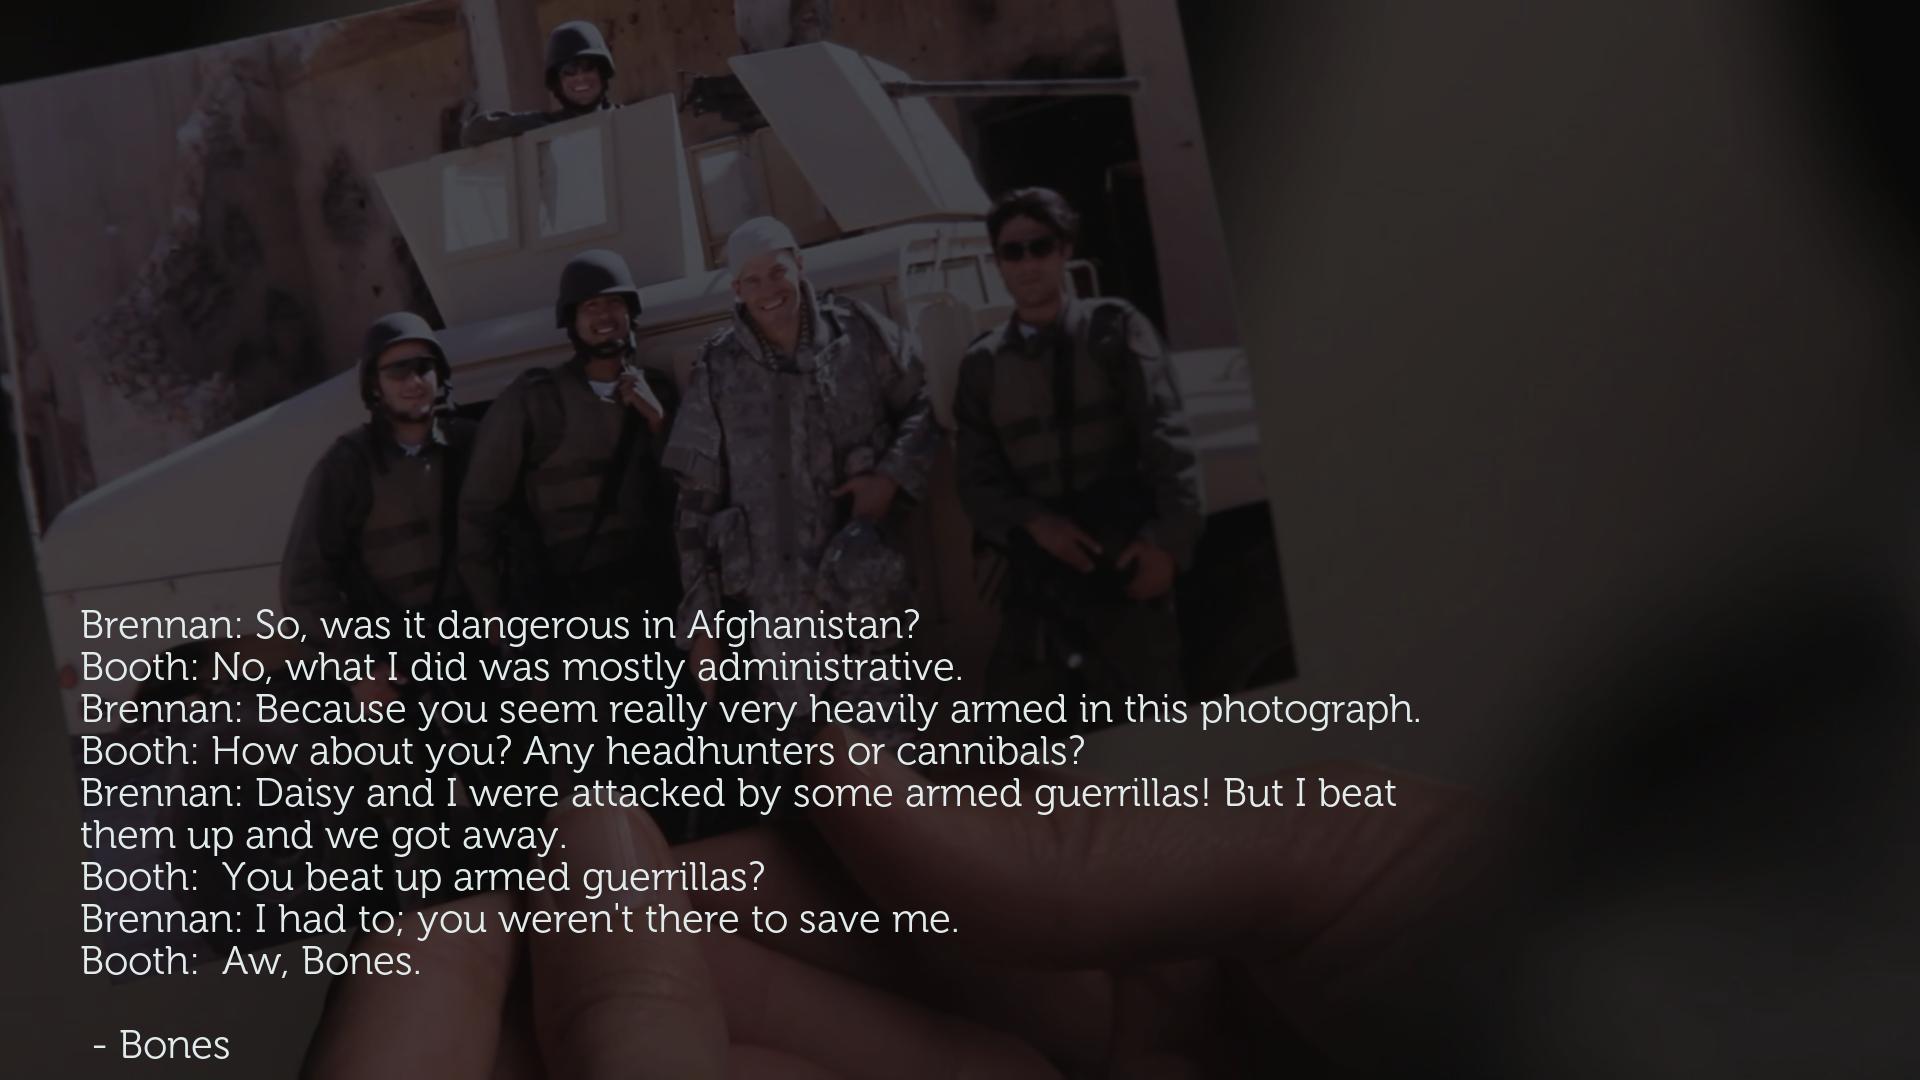 Brennan: So, was it dangerous in Afghanistan?
Booth: No, what I did was mostly administrative.
Brennan: Because you seem really very heavily armed in this photograph.
Booth: How about you? Any headhunters or cannibals?
Brennan: Daisy and I were attacked by some armed guerrillas! But I beat
them up and we got away.
Booth:  You beat up armed guerrillas?
Brennan: I had to; you weren't there to save me.
Booth:  Aw, Bones.
- Bones